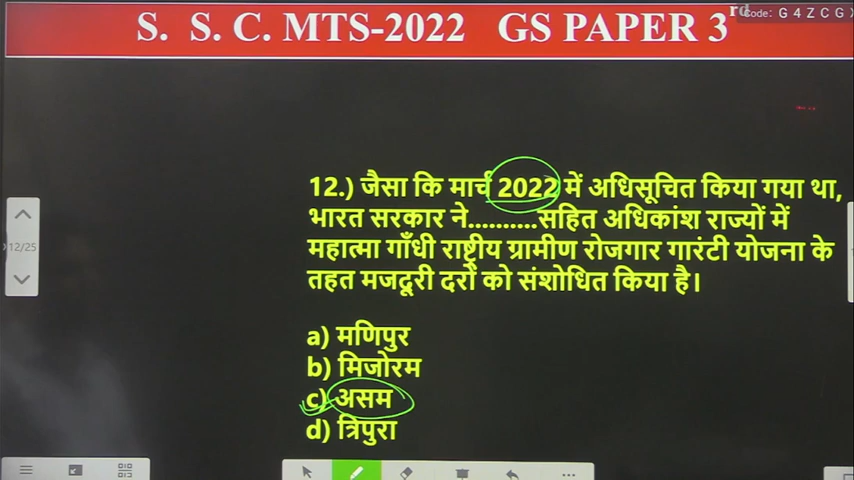 S. S. C. MTS-2022 GS PAPER 3
rd
Code: G4ZCGX
12.) जैसा कि मार्च 2022 में अधिसूचित किया गया था,
भारत सरकार ने..........सहित अधिकांश राज्यों में
महात्मा गाँधी राष्ट्रीय ग्रामीण रोजगार गारंटी योजना के
तहत मजदूरी दरों को संशोधित किया है।
12/25
a) मणिपुर
b) मिजोरम
c) असम
d) त्रिपुरा